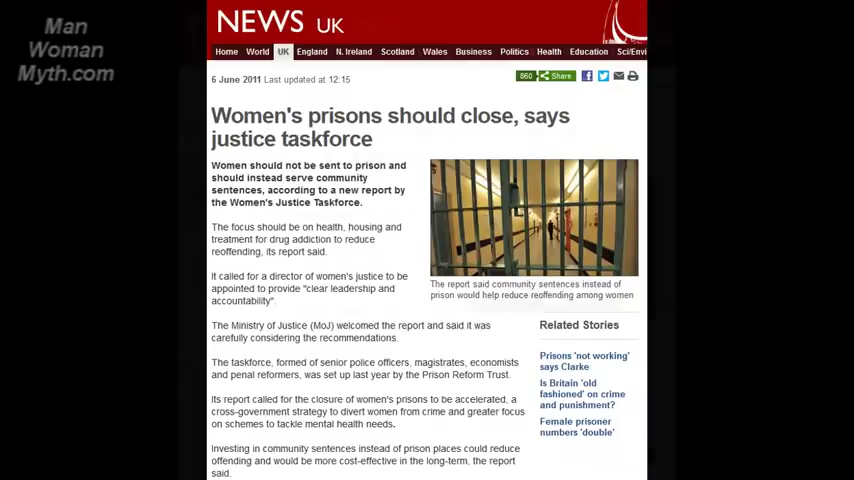 Man
Woman
Myth.com
NEWS UK
Home World UK England N. Ireland Scotland Wales Business Politics Health Education Sci/Envi
6 June 2011 Last updated at 12:15
860 Share
Women's prisons should close, says
justice taskforce
Women should not be sent to prison and
should instead serve community
sentences, according to a new report by
the Women's Justice Taskforce.
The focus should be on health, housing and
treatment for drug addiction to reduce
reoffending, its report said.
It called for a director of women's justice to be
appointed to provide "clear leadership and
accountability".
The report said community sentences instead of
prison would help reduce reoffending among women
The Ministry of Justice (MoJ) welcomed the report and said it was
carefully considering the recommendations.
The taskforce, formed of senior police officers, magistrates, economists
and penal reformers, was set up last year by the Prison Reform Trust.
Its report called for the closure of women's prisons to be accelerated, a
cross-government strategy to divert women from crime and greater focus
on schemes to tackle mental health needs.
Investing in community sentences instead of prison places could reduce
offending and would be more cost-effective in the long-term, the report
said.
Related Stories
Prisons 'not working'
says Clarke
Is Britain 'old
fashioned' on crime
and punishment?
Female prisoner
numbers 'double'